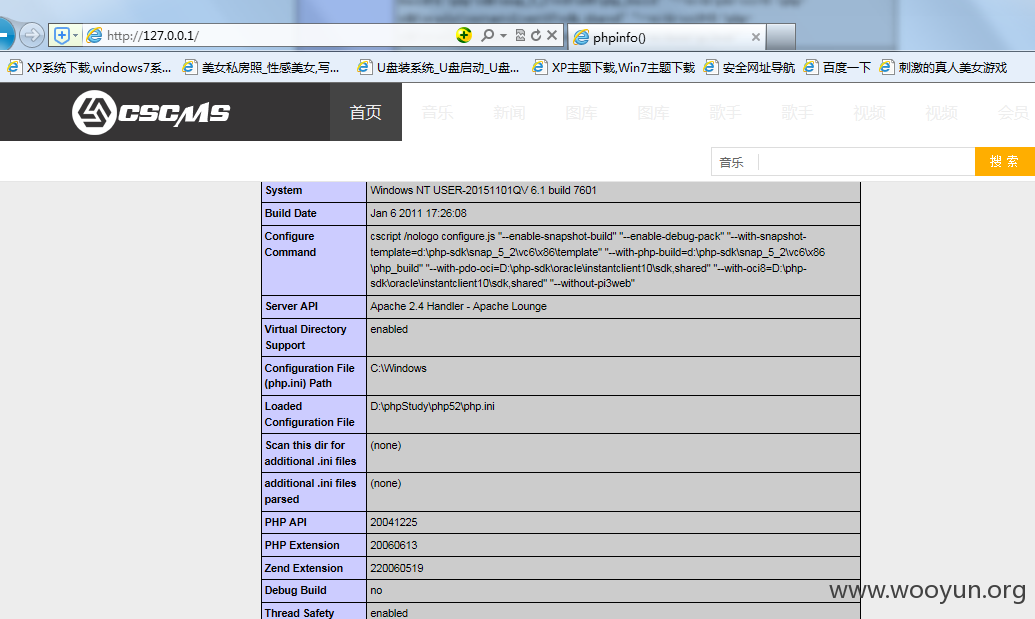 http://127.0.0.1/
phpinfo()
XP系统下载,windows7系...
美女私房照_性感美女,写...
U盘装系统_U盘启动_U盘...
XP主题下载,Win7主题下载
安全网址导航
百度一下
刺激的真人美女游戏
CSCMS
首页
音乐
新闻
图库
图库
歌手
歌手
视频
视频
会员
音乐
搜 索
System Windows NT USER-20151101QV 6.1 build 7601
Build Date Jan 6 2011 17:26:08
Configure cscript /nologo configure.js "--enable-snapshot-build" "--enable-debug-pack" "--with-snapshot-
Command template=d:\php-sdk\snap_5_2\vc6\x86\template" "--with-php-build=d:\php-sdk\snap_5_2\vc6\x86
\php_build" "--with-pdo-oci=D:\php-sdk\oracle\instantclient10\sdk,shared" "--with-oci8=D:\php-
sdk\oracle\instantclient10\sdk,shared" "--without-pi3web"
Server API Apache 2.4 Handler - Apache Lounge
Virtual Directory enabled
Support
Configuration File C:\Windows
(php.ini) Path
Loaded D:\phpStudy\php52\php.ini
Configuration File
Scan this dir for (none)
additional .ini files
additional .ini files (none)
parsed
PHP API 20041225
PHP Extension 20060613
Zend Extension 220060519
Debug Build no
Thread Safety enabled
www.wooyun.org